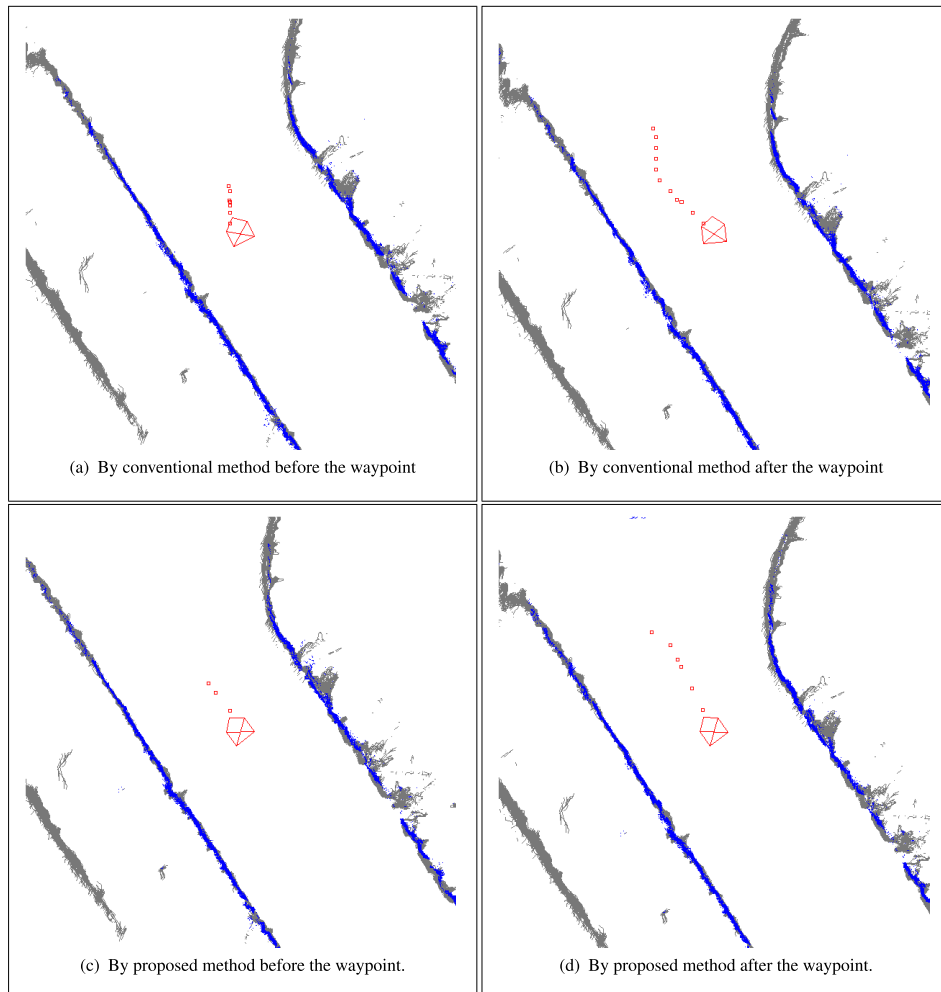 (a) By conventional method before the waypoint
(b) By conventional method after the waypoint
(c) By proposed method before the waypoint.
(d) By proposed method after the waypoint.